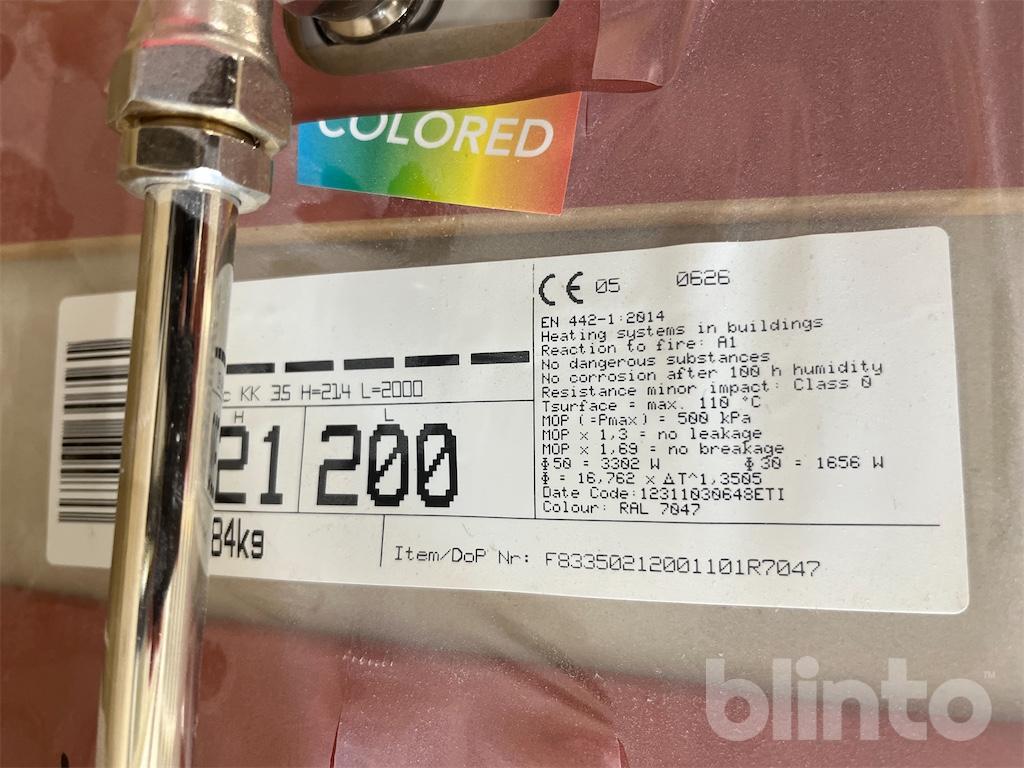 COLORED
CE 05 0626
EN 442-1:2014
Heating systems in buildings
Reaction to fire: A1
No dangerous substances
No corrosion after 100 h humidity
Resistance minor impact: Class 0
Tsurface = max. 110 °C
MOP (=Pmax) = 500 kPa
MOP x 1,3 = no leakage
MOP x 1,69 = no breakage
Φ50 = 3302 W Φ30 = 1656 W
Φ = 16,762 x ΔT^1,3505
Date Code:12311030648ETI
Colour: RAL 7047
c KK 35 H=214 L=2000
H L
21 200
84kg
Item/DoP Nr: F83350212001101R7047
blinto™